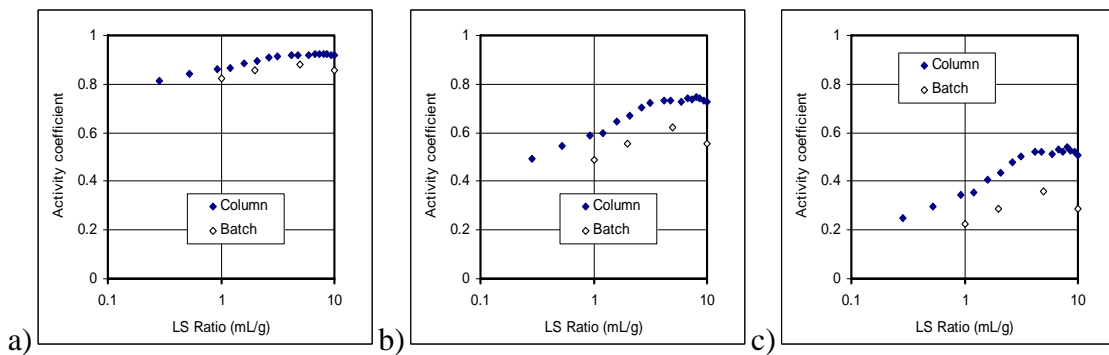 1
0.8
0.6
0.4
0.2
0
Activity coefficient
Column
Batch
0.1 1 10
LS Ratio (mL/g)
a)
1
0.8
0.6
0.4
0.2
0
Activity coefficient
Column
Batch
0.1 1 10
LS Ratio (mL/g)
b)
1
0.8
0.6
0.4
0.2
0
Activity coefficient
Column
Batch
0.1 1 10
LS Ratio (mL/g)
c)